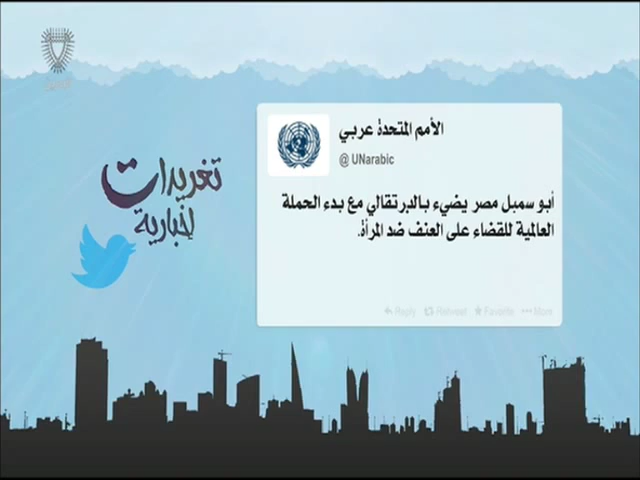 تغريدات
إخبارية
الأمم المتحدة عربي
@ UNarabic
أبو سمبل مصر يضيء بالبرتقالي مع بدء الحملة
العالمية للقضاء على العنف ضد المرأة.
Reply Retweet Favorite More